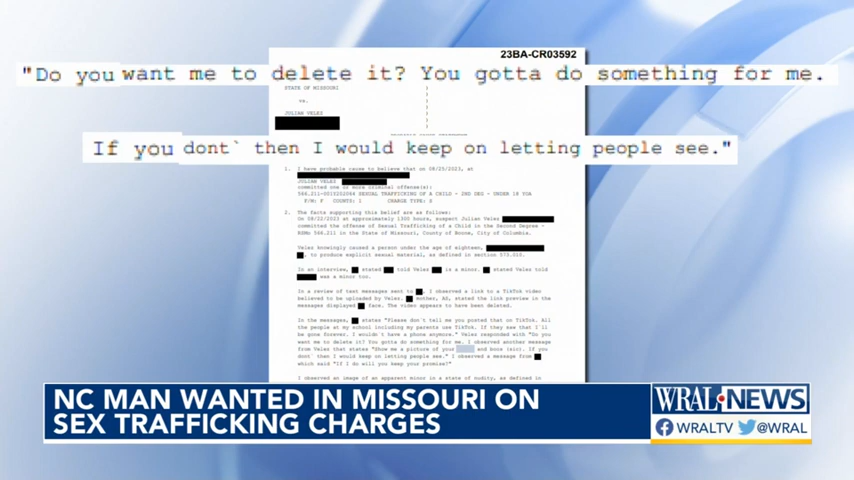 23BA-CR03592
"Do you want me to delete it? You gotta do something for me.
STATE OF MISSOURI
vs.
JULIAN VELEZ
If you dont` then I would keep on letting people see."
1. I have probable cause to believe that on 08/25/2023, at
JULIAN VELEZ
committed one or more criminal offense(s):
SEXUAL TRAFFICKING OF A CHILD - 2ND DEG - UNDER 18 YOA
F/M: F COUNTS: 1 CHARGE TYPE: S
2. The facts supporting this belief are as follows:
On 08/22/2023 at approximately 1300 hours, suspect Julian Velez
committed the offense of Sexual Trafficking of a Child in the Second Degree -
RSMo 566.211 in the State of Missouri, County of Boone, City of Columbia.
Velez knowingly caused a person under the age of eighteen,
, to produce explicit sexual material, as defined in section 573.010.
In an interview, stated told Velez is a minor. stated Velez told
was a minor too.
In a review of text messages sent to , I observed a link to a TikTok video
believed to be uploaded by Velez. mother, AS, stated the link preview in the
messages displayed face. The video appears to have been deleted.
In the messages, states "Please don`t tell me you posted that on TikTok. All
the people at my school including my parents use TikTok. If they see that I`ll
be gone forever. I wouldn`t have a phone anymore." Velez responded with "Do you
want me to delete it? You gotta do something for me. I observed another message
from Velez that states "Show me a picture of your and boos (sic). If you
dont` then I would keep on letting people see." I observed a message from
which said "If I do will you keep your promise?"
I observed an image of an apparent minor in a state of nudity, as defined in
NC MAN WANTED IN MISSOURI ON
SEX TRAFFICKING CHARGES
WRAL NEWS
WRALTV @WRAL